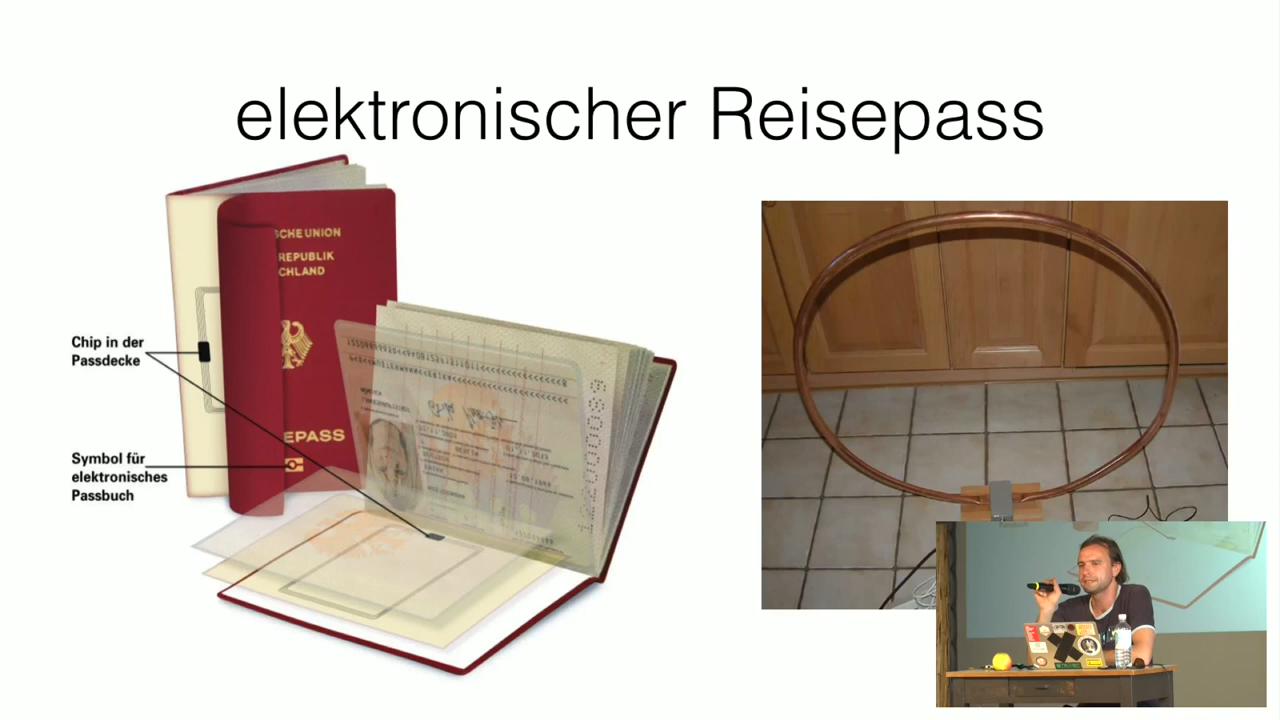 elektronischer Reisepass
SCHE UNION
REPUBLIK
CHLAND
EPASS
Chip in der
Passdecke
Symbol für
elektronisches
Passbuch